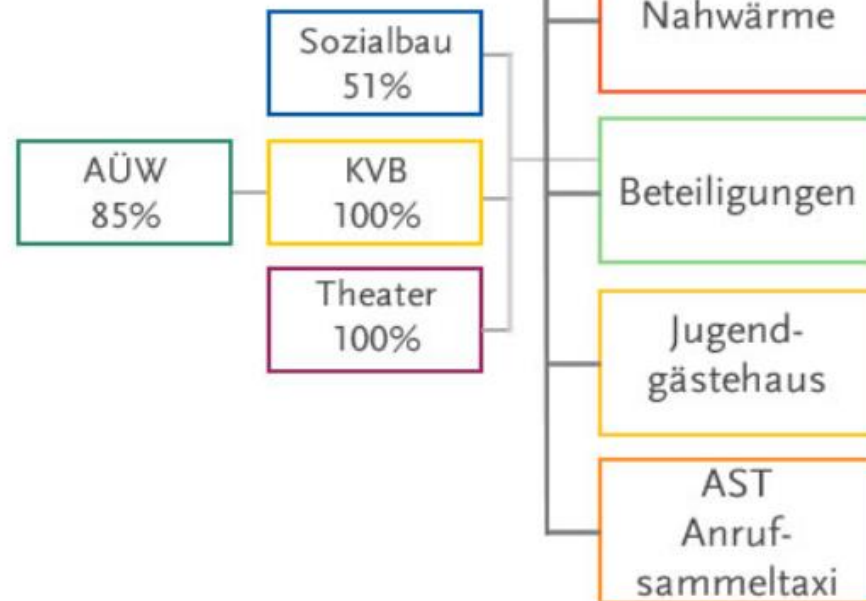 Sozialbau
51%
AÜW
85%
KVB
100%
Theater
100%
Nahwärme
Beteiligungen
Jugend-
gästehaus
AST
Anruf-
sammeltaxi